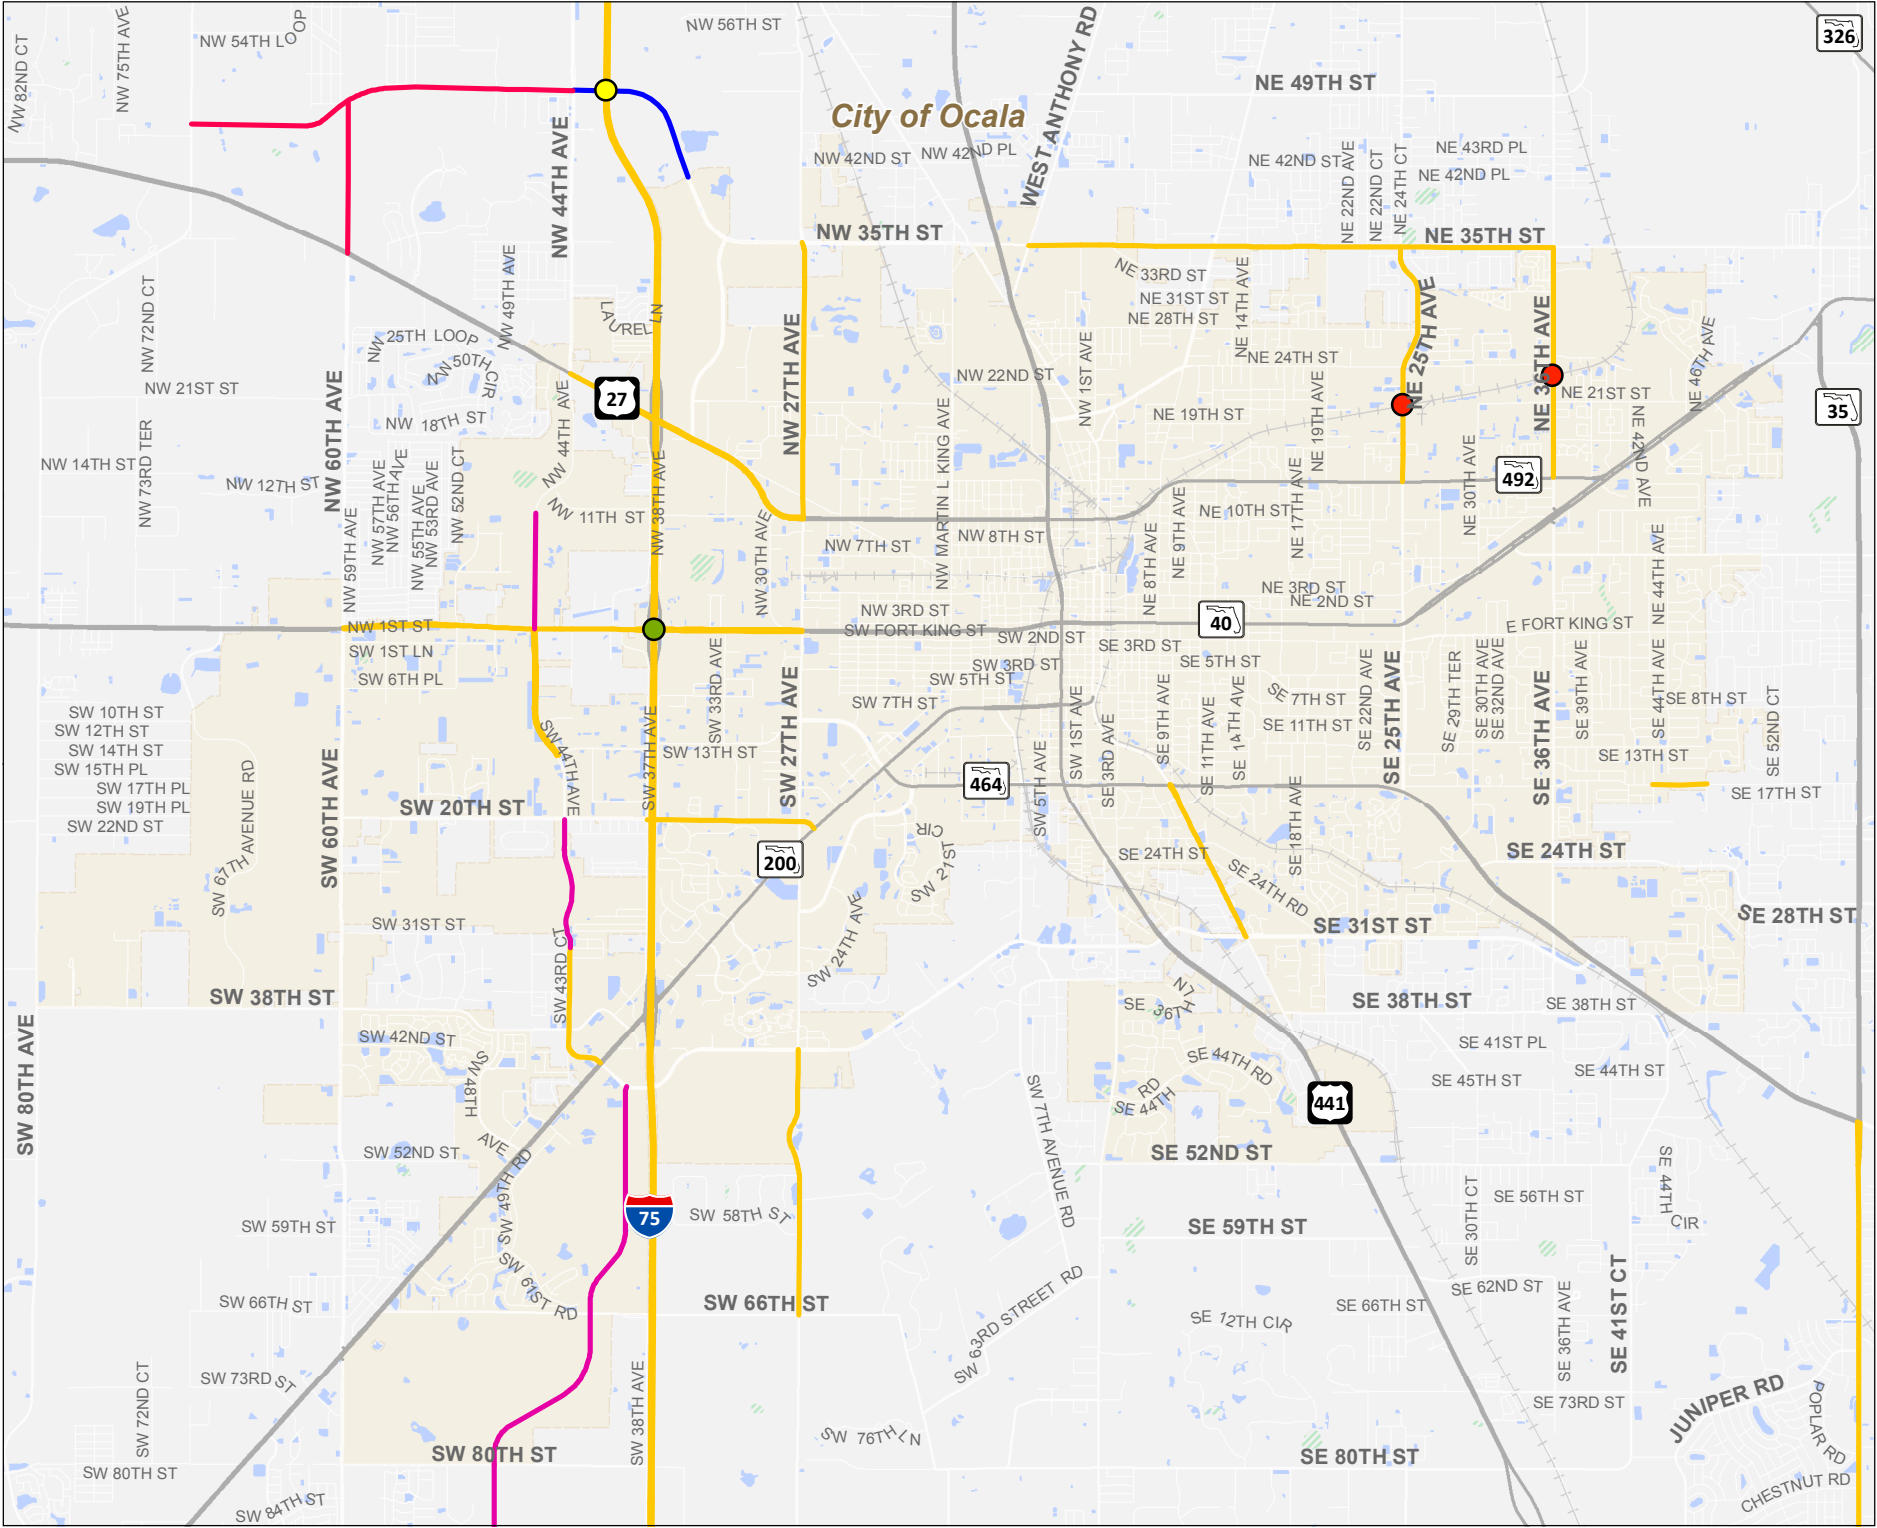 NW 56TH ST
326
NW 54TH LOOP
NW 82ND CT
NW 75TH AVE
WEST ANTHONY RD
NE 49TH ST
City of Ocala
NW 44TH AVE
NW 42ND ST
NW 42ND PL
NE 42ND ST
NE 22ND AVE
NE 22ND CT
NE 24TH CT
NE 43RD PL
NE 42ND PL
NW 35TH ST
NE 35TH ST
NW 49TH AVE
NW 72ND CT
LAUREL LN
NE 33RD ST
NE 31ST ST
NE 28TH ST
NE 14TH AVE
NE 25TH AVE
NE 36TH AVE
NW 25TH LOOP
NW 50TH CIR
NW 27TH AVE
NW 1ST AVE
NE 24TH ST
NE 46TH AVE
NW 21ST ST
NW 60TH AVE
NW 44TH AVE
27
NW 22ND ST
NE 19TH ST
NE 19TH AVE
NE 21ST ST
35
NW 18TH ST
NW 73RD TER
NW 14TH ST
NW 12TH ST
NW 57TH AVE
NW 56TH AVE
NW 55TH AVE
NW 53RD AVE
NW 52ND CT
NW 38TH AVE
NW MARTIN L KING AVE
NE 17TH AVE
NE 30TH AVE
492
NE 42ND AVE
NW 59TH AVE
NW 11TH ST
NW 30TH AVE
NW 7TH ST
NW 8TH ST
NE 8TH AVE
NE 9TH AVE
NE 10TH ST
NE 44TH AVE
NE 3RD ST
NE 2ND ST
NW 1ST ST
NW 3RD ST
SW FORT KING ST
SW 2ND ST
40
E FORT KING ST
SW 1ST LN
SW 6TH PL
SW 33RD AVE
SW 27TH AVE
SW 3RD ST
SW 5TH ST
SE 3RD ST
SE 5TH ST
SE 22ND AVE
SE 25TH AVE
SE 29TH TER
SE 30TH AVE
SE 32ND AVE
SE 36TH AVE
SE 39TH AVE
SE 44TH AVE
SW 10TH ST
SW 12TH ST
SW 14TH ST
SW 15TH PL
SW 17TH PL
SW 19TH PL
SW 22ND ST
SW 7TH ST
SE 7TH ST
SE 11TH ST
SE 8TH ST
SE 52ND CT
SW 44TH AVE
SW 37TH AVE
SW 13TH ST
SW 5TH AVE
SW 1ST AVE
SE 3RD AVE
SE 9TH AVE
SE 11TH AVE
SE 14TH AVE
SE 13TH ST
464
SE 17TH ST
SW 67TH AVENUE RD
SW 60TH AVE
SW 20TH ST
200
SW 21ST CIR
SE 24TH ST
SE 24TH RD
SE 18TH AVE
SE 24TH ST
SW 31ST ST
SW 43RD CT
SW 24TH AVE
SE 31ST ST
SE 28TH ST
SW 38TH ST
SE 36TH LN
SE 38TH ST
SE 38TH ST
SW 80TH AVE
SW 42ND ST
SW 48TH AVE
SE 44TH RD
SE 44TH RD
SE 41ST PL
SE 45TH ST
SE 44TH ST
441
SW 7TH AVENUE RD
SW 52ND ST
SW 49TH RD
SE 52ND ST
SE 44TH CIR
75
SW 58TH ST
SW 59TH ST
SE 59TH ST
SE 56TH ST
SE 30TH CT
SW 61ST RD
SW 66TH ST
SW 66TH ST
SW 63RD STREET RD
SE 12TH CIR
SE 66TH ST
SE 62ND ST
SE 36TH AVE
SE 41ST CT
SW 73RD ST
SW 72ND CT
SW 38TH AVE
SE 73RD ST
JUNIPER RD
POPLAR RD
SW 76TH LN
SW 80TH ST
SW 80TH ST
SE 80TH ST
SW 84TH ST
CHESTNUT RD